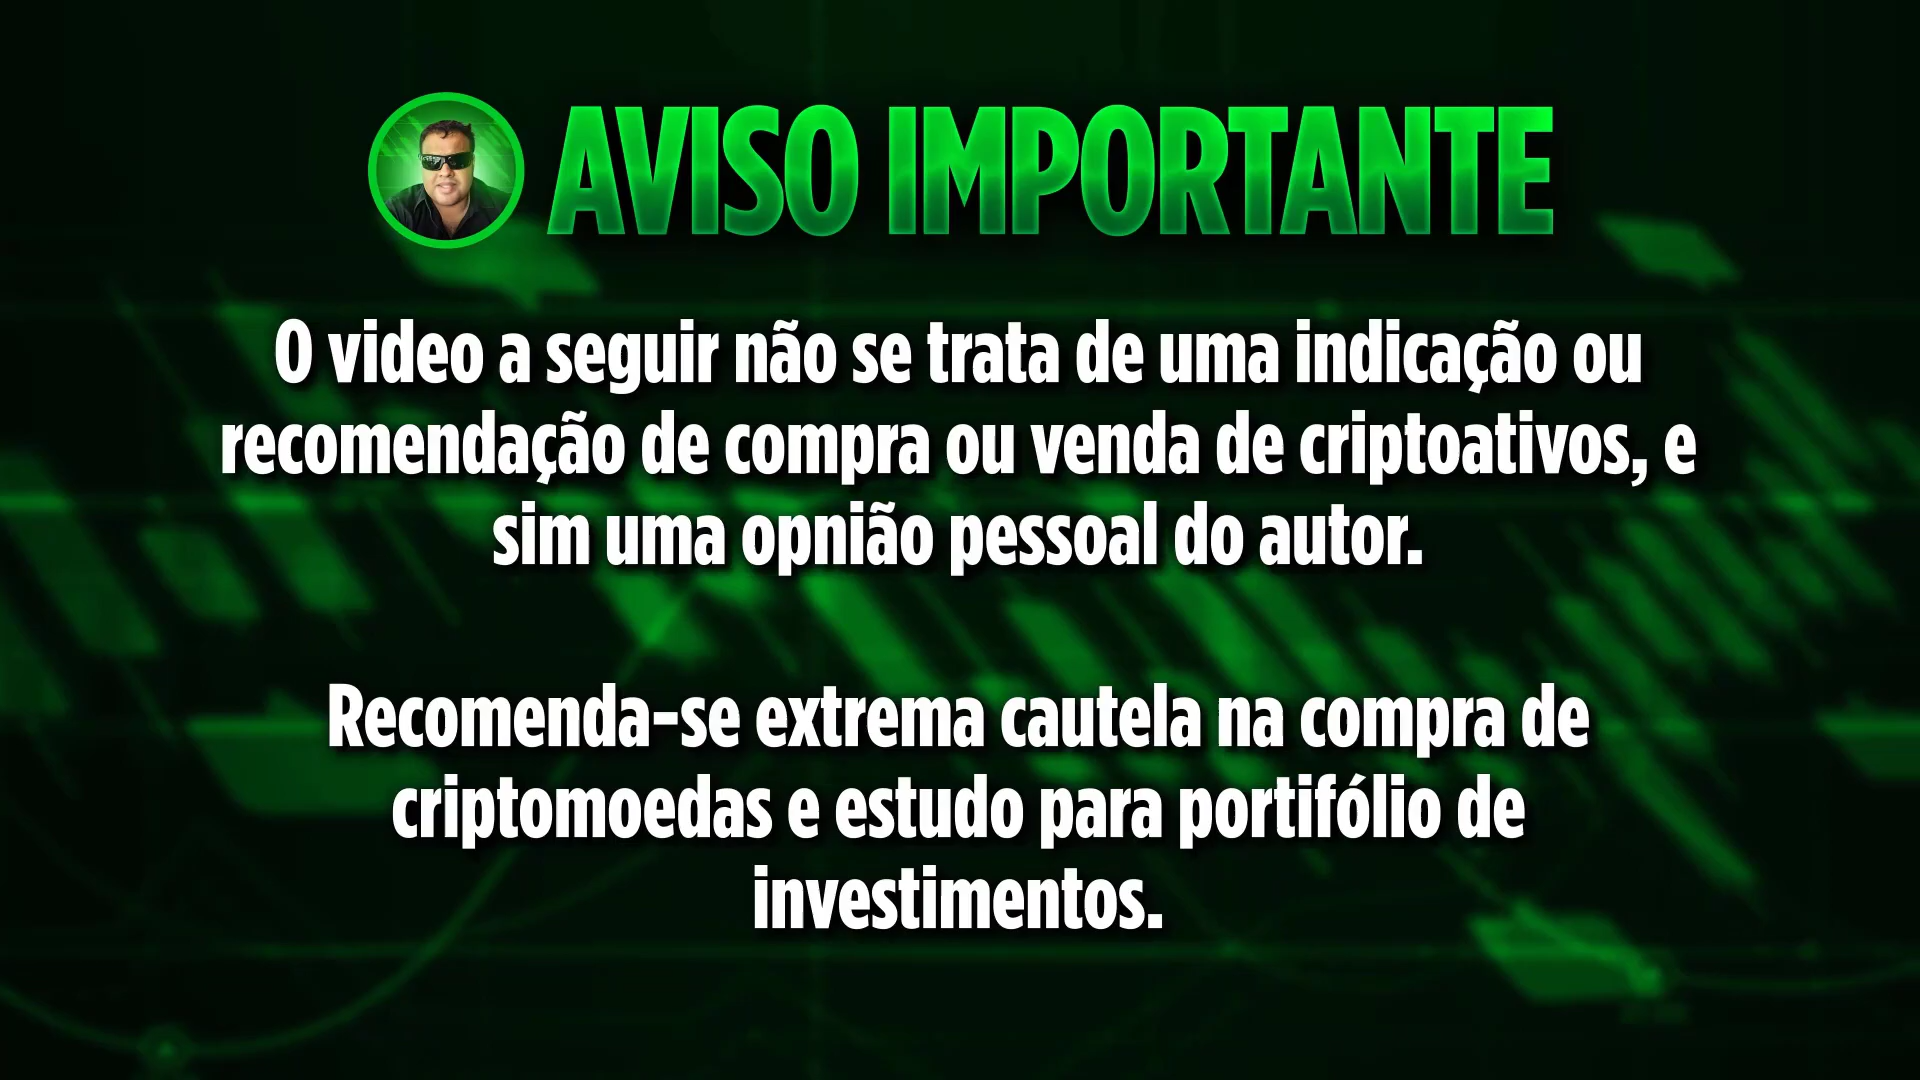 AVISO IMPORTANTE
O video a seguir não se trata de uma indicação ou
recomendação de compra ou venda de criptoativos, e
sim uma opnião pessoal do autor.
Recomenda-se extrema cautela na compra de
criptomoedas e estudo para portifólio de
investimentos.